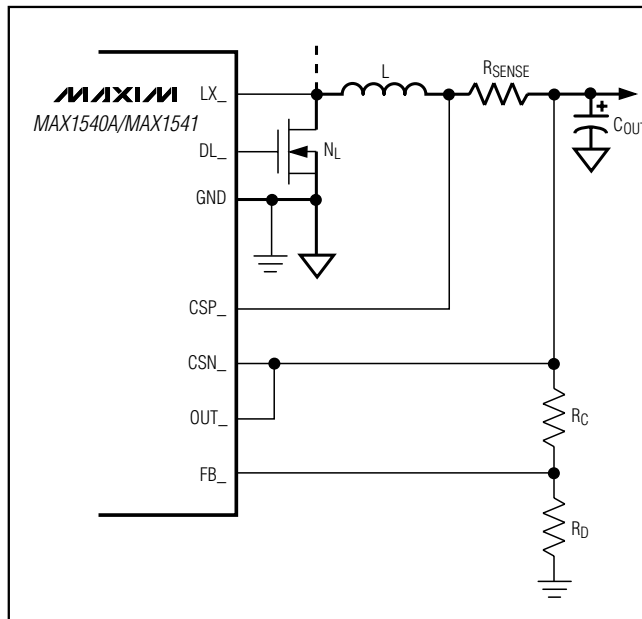 L
RSENSE
MAXIM
LX_
MAX1540A/MAX1541
+
COUT
DL_
NL
GND
CSP_
CSN_
RC
OUT_
FB_
RD